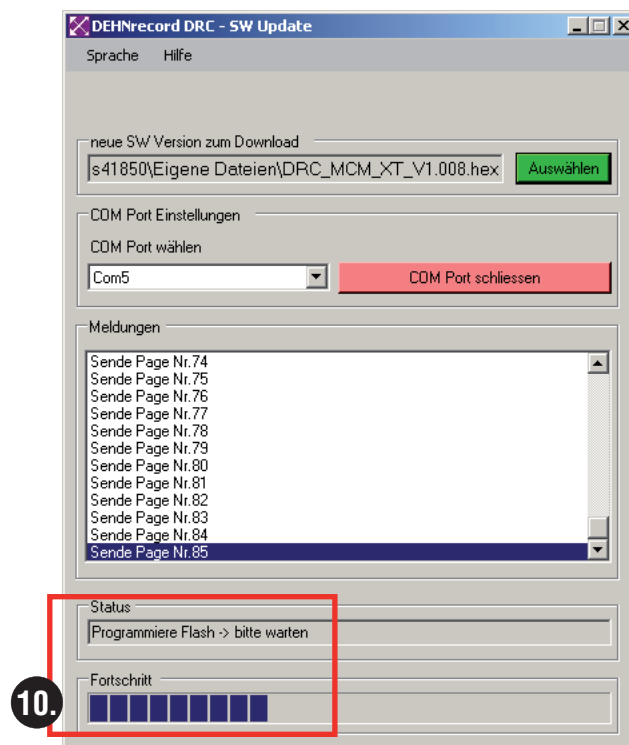 DEHNrecord DRC - SW Update
Sprache Hilfe
neue SW Version zum Download
s41850\Eigene Dateien\DRC_MCM_XT_V1.008.hex Auswählen
COM Port Einstellungen
COM Port wählen
Com5 COM Port schliessen
Meldungen
Sende Page Nr.74
Sende Page Nr.75
Sende Page Nr.76
Sende Page Nr.77
Sende Page Nr.78
Sende Page Nr.79
Sende Page Nr.80
Sende Page Nr.81
Sende Page Nr.82
Sende Page Nr.83
Sende Page Nr.84
Sende Page Nr.85
Status
Programmiere Flash -> bitte warten
Fortschritt
10.